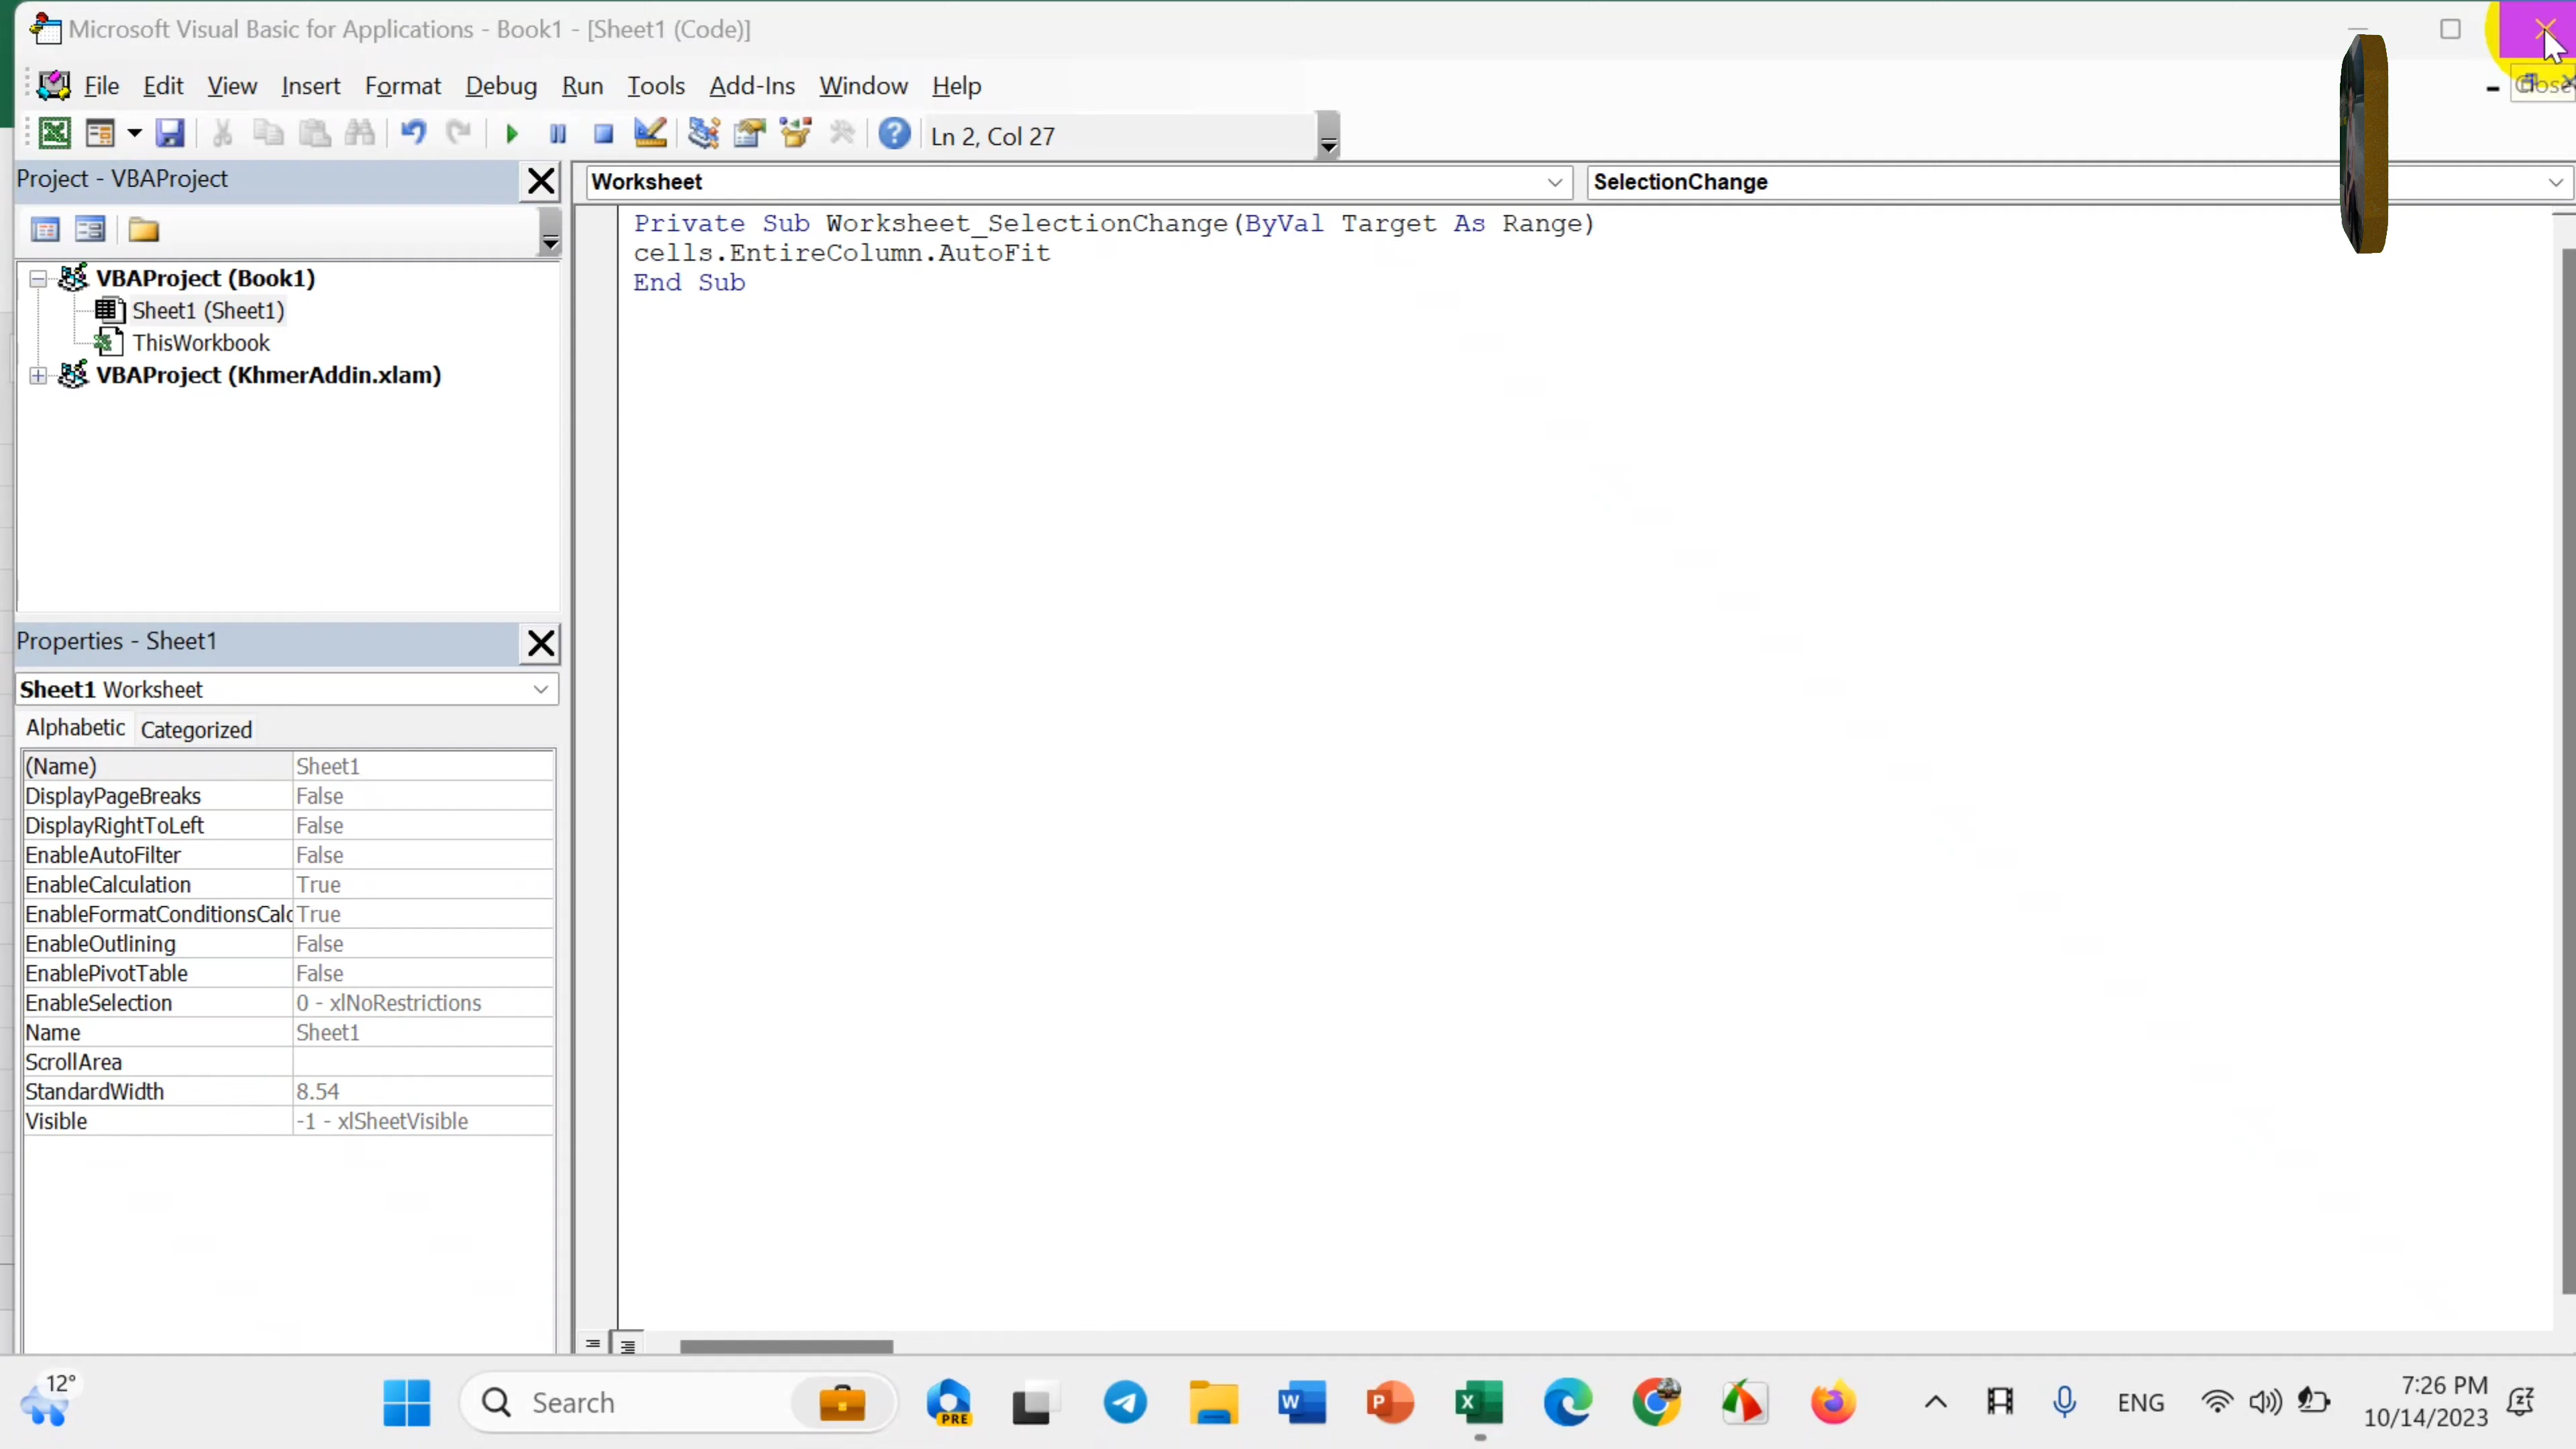 Microsoft Visual Basic for Applications - Book1 - [Sheet1 (Code)]
File Edit View Insert Format Debug Run Tools Add-Ins Window Help
Close
Ln 2, Col 27
Project - VBAProject
Worksheet
SelectionChange
Private Sub Worksheet_SelectionChange(ByVal Target As Range)
cells.EntireColumn.AutoFit
End Sub
VBAProject (Book1)
Sheet1 (Sheet1)
ThisWorkbook
VBAProject (KhmerAddin.xlam)
Properties - Sheet1
Sheet1 Worksheet
Alphabetic Categorized
(Name) Sheet1
DisplayPageBreaks False
DisplayRightToLeft False
EnableAutoFilter False
EnableCalculation True
EnableFormatConditionsCalc True
EnableOutlining False
EnablePivotTable False
EnableSelection 0 - xlNoRestrictions
Name Sheet1
ScrollArea
StandardWidth 8.54
Visible -1 - xlSheetVisible
12°
Search
PRE
ENG
7:26 PM
10/14/2023